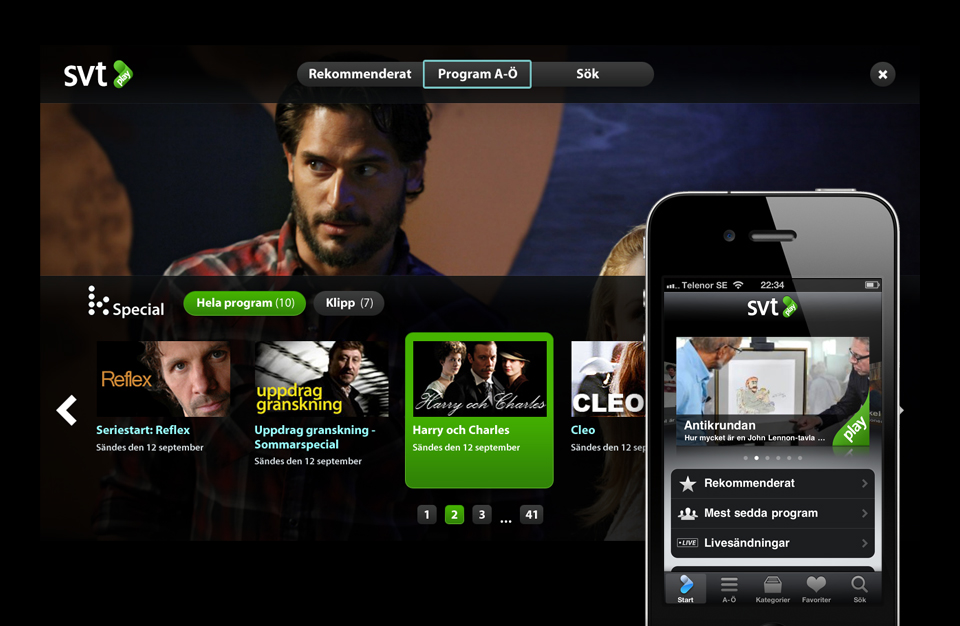 svt play
Rekommenderat
Program A-Ö
Sök
Special
Hela program (10)
Klipp (7)
Reflex
Seriestart: Reflex
Sändes den 12 september
uppdrag
granskning
Uppdrag granskning -
Sommarspecial
Sändes den 12 september
Harry och Charles
Harry och Charles
Sändes den 12 september
CLEO
Cleo
Sändes den 12 sep
1 2 3 ... 41
Telenor SE 22:34
svt play
Antikrundan
Hur mycket är en John Lennon-tavla ...
play
Rekommenderat
Mest sedda program
LIVE Livesändningar
Start A-Ö Kategorier Favoriter Sök